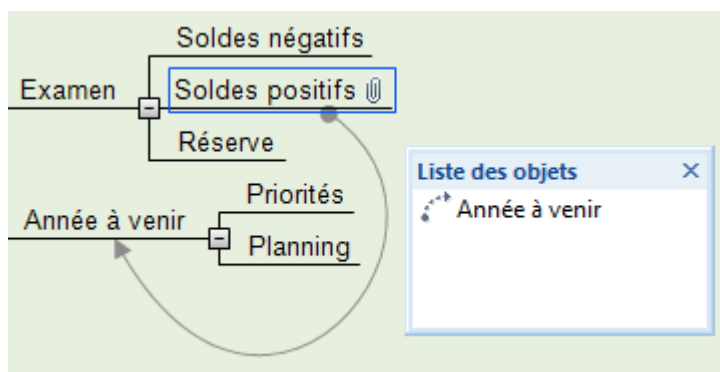 Soldes négatifs
Examen
Soldes positifs
Réserve
Liste des objets
Année à venir
Priorités
Année à venir
Planning